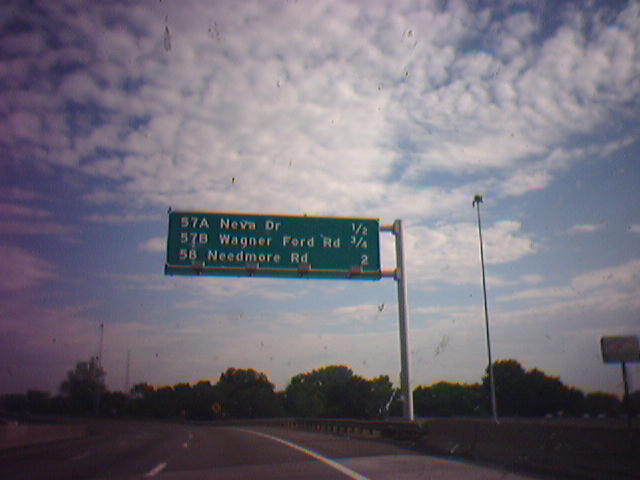 57A Neva Dr 1/2
57B Wagner Ford Rd 3/4
58 Needmore Rd 2